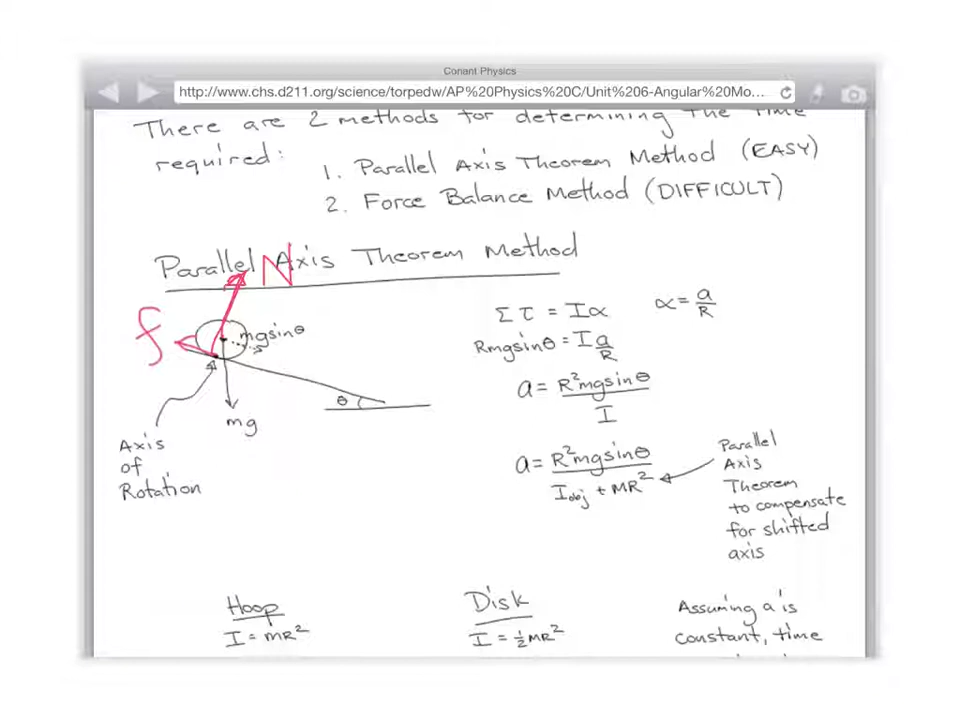 Conant Physics
http://www.chs.d211.org/science/torpedw/AP%20Physics%20C/Unit%206-Angular%20Mo...
There are 2 methods for determining the time
required:
1. Parallel Axis Theorem Method (EASY)
2. Force Balance Method (DIFFICULT)
Parallel Axis Theorem Method
N
f
mgsinθ
θ
mg
Axis
of
Rotation
Στ = Iα
α = a/R
Rmgsinθ = I a/R
a = R²mgsinθ / I
a = R²mgsinθ / I_obj + MR²
Parallel
Axis
Theorem
to compensate
for shifted
axis
Hoop
I = mR²
Disk
I = ½MR²
Assuming a is
constant, time